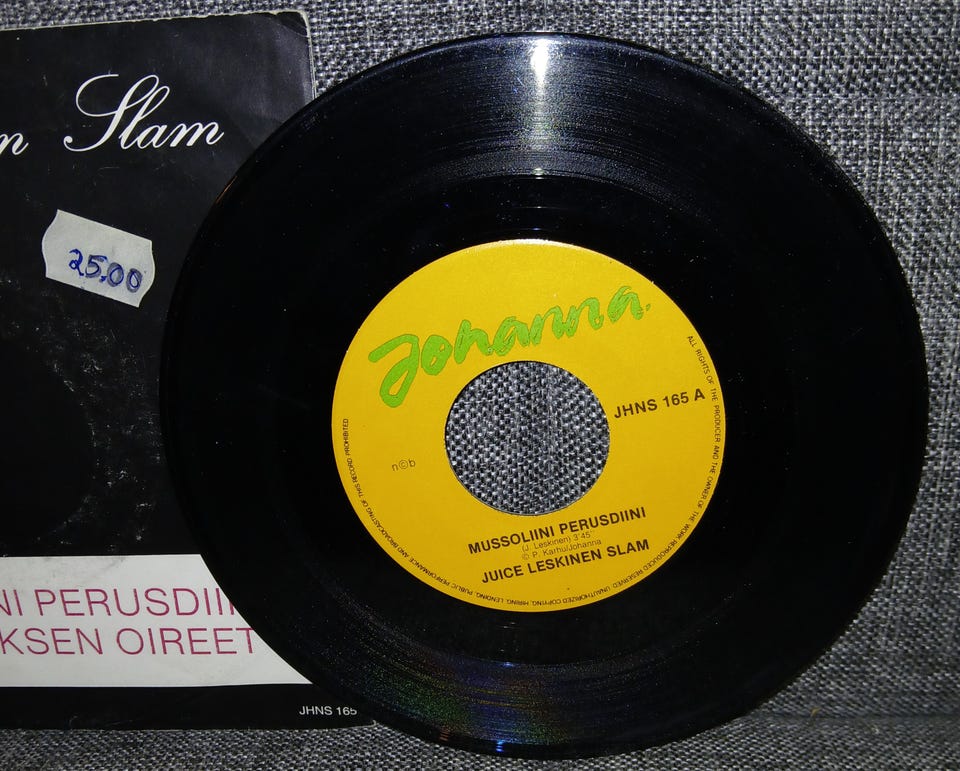 n Slam
25,00
NI PERUSDII
KSEN OIREET
JHNS 165
Johanna
JHNS 165 A
n©b
MUSSOLIINI PERUSDIINI
(J. Leskinen) 3'45
℗ P. Karhu/Johanna
JUICE LESKINEN SLAM
ALL RIGHTS OF THE PRODUCER AND THE OWNER OF THE WORK REPRODUCED RESERVED. UNAUTHORIZED COPYING, HIRING, LENDING, PUBLIC PERFORMANCE AND BROADCASTING OF THIS RECORD PROHIBITED